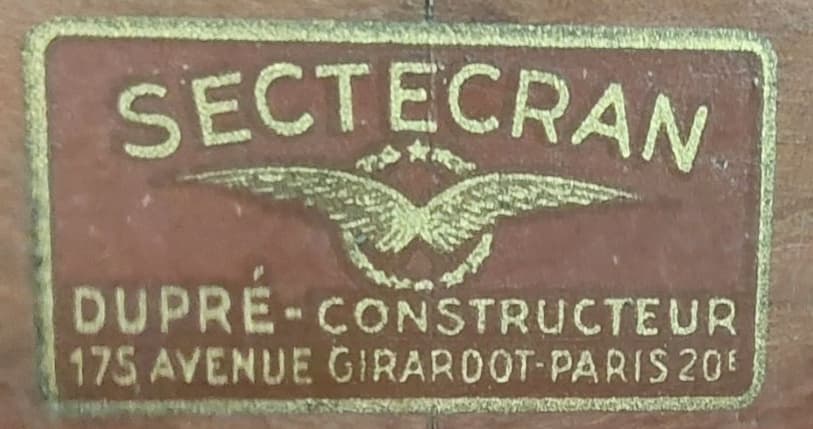 SECTECRAN
DUPRÉ-CONSTRUCTEUR
175 AVENUE GIRARDOT-PARIS 20E